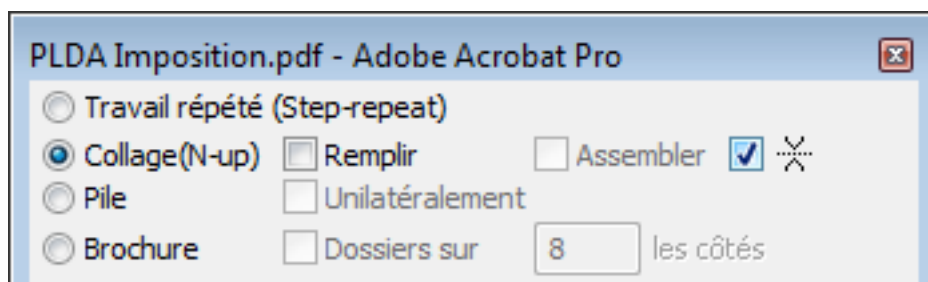 PLDA Imposition.pdf - Adobe Acrobat Pro
Travail répété (Step-repeat)
Collage(N-up) Remplir Assembler
Pile Unilatéralement
Brochure Dossiers sur 8 les côtés